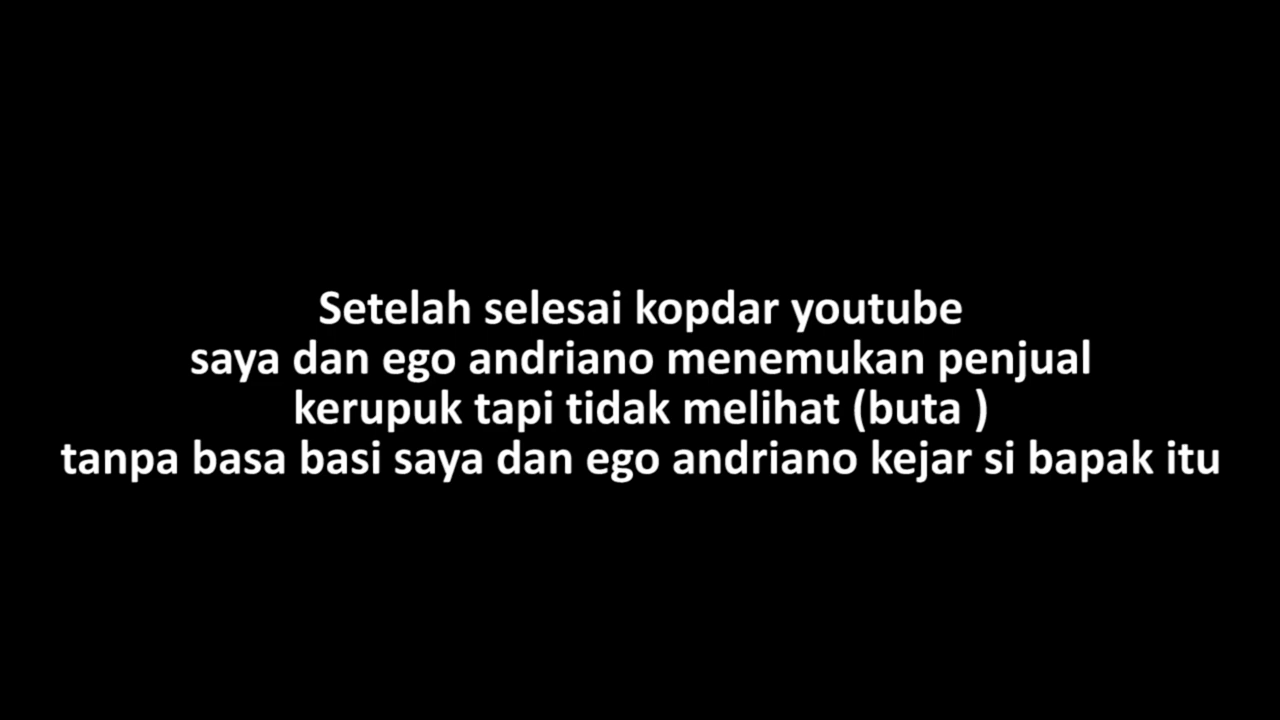 Setelah selesai kopdar youtube
saya dan ego andriano menemukan penjual
kerupuk tapi tidak melihat (buta )
tanpa basa basi saya dan ego andriano kejar si bapak itu